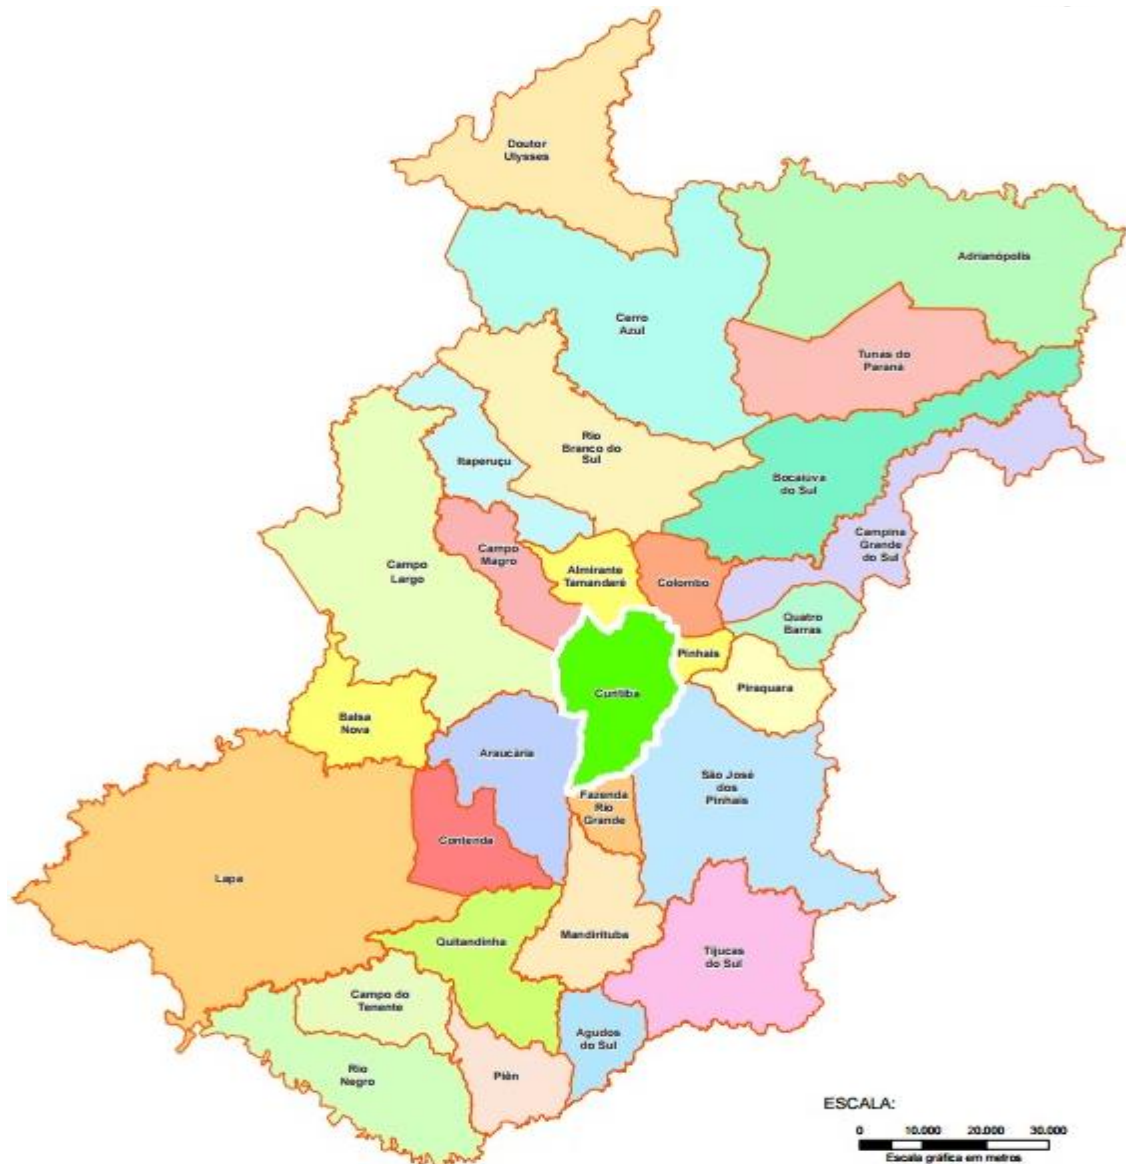 Doutor
Ulysses
Adrianópolis
Cerro
Azul
Tunas do
Paraná
Rio
Branco do
Sul
Itaperuçu
Bocaiúva
do Sul
Campina
Grande
do Sul
Campo
Magro
Campo
Largo
Almirante
Tamandaré
Colombo
Quatro
Barras
Pinhais
Piraquara
Curitiba
Balsa
Nova
Araucária
São José
dos
Pinhais
Fazenda
Rio
Grande
Contenda
Lapa
Quitandinha
Mandirituba
Tijucas
do Sul
Campo do
Tenente
Agudos
do Sul
Rio
Negro
Piên
ESCALA:
0 10.000 20.000 30.000
Escala gráfica em metros